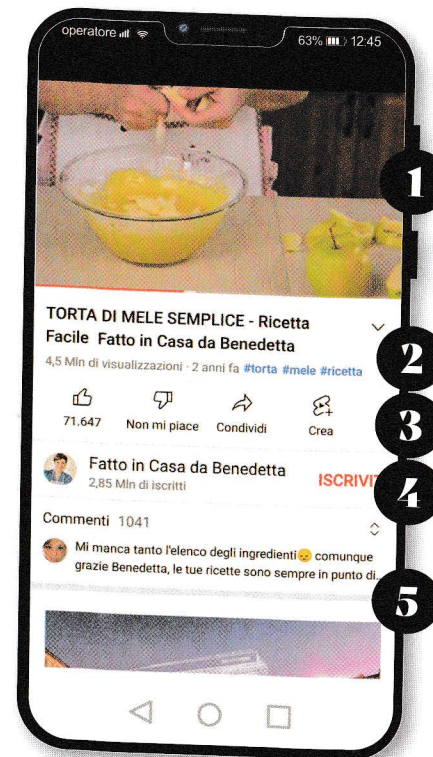 operatore
63% 12:45
1
TORTA DI MELE SEMPLICE - Ricetta
Facile Fatto in Casa da Benedetta
2
4,5 Mln di visualizzazioni · 2 anni fa #torta #mele #ricetta
71.647 Non mi piace Condividi Crea
3
Fatto in Casa da Benedetta
2,85 Mln di iscritti
ISCRIVIT
4
Commenti 1041
Mi manca tanto l'elenco degli ingredienti😞 comunque
grazie Benedetta, le tue ricette sono sempre in punto di...
5